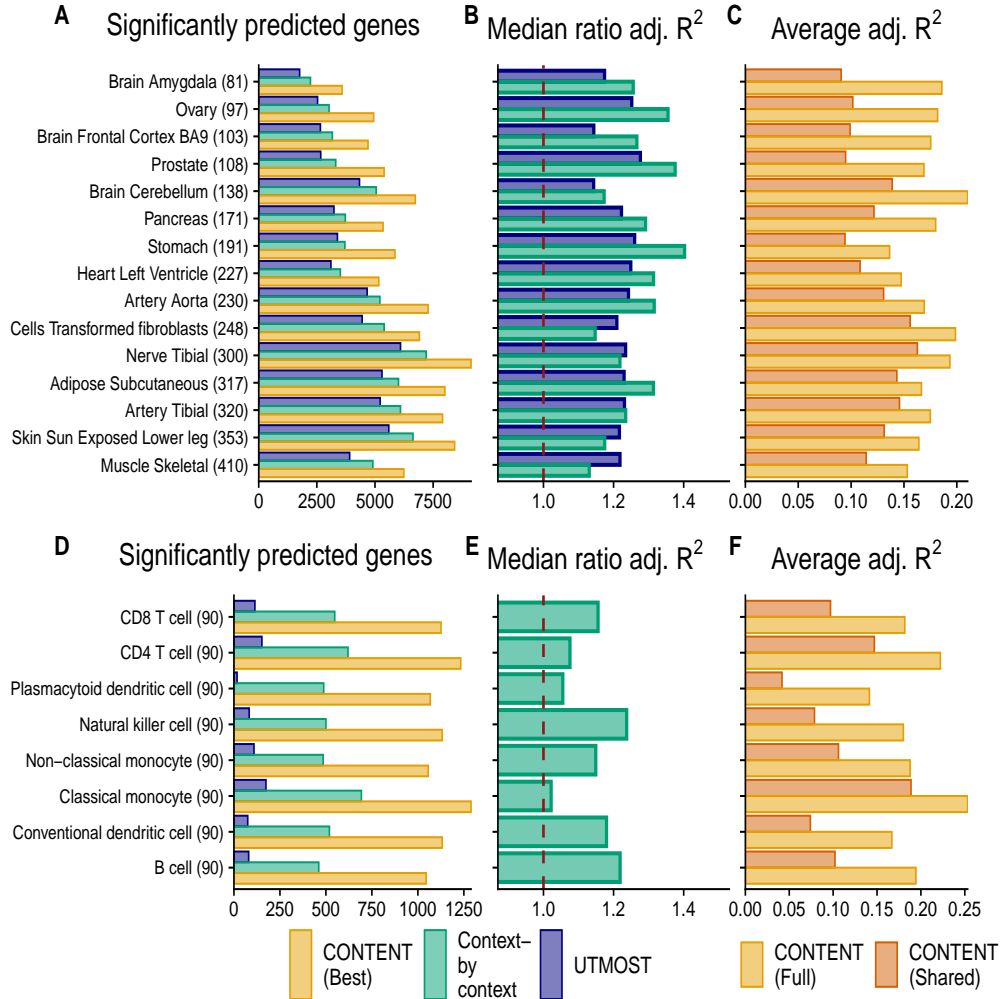 A Significantly predicted genes
B Median ratio adj. R²
C Average adj. R²
Brain Amygdala (81)
Ovary (97)
Brain Frontal Cortex BA9 (103)
Prostate (108)
Brain Cerebellum (138)
Pancreas (171)
Stomach (191)
Heart Left Ventricle (227)
Artery Aorta (230)
Cells Transformed fibroblasts (248)
Nerve Tibial (300)
Adipose Subcutaneous (317)
Artery Tibial (320)
Skin Sun Exposed Lower leg (353)
Muscle Skeletal (410)
0 2500 5000 7500
1.0 1.2 1.4
0.00 0.05 0.10 0.15 0.20
D Significantly predicted genes
E Median ratio adj. R²
F Average adj. R²
CD8 T cell (90)
CD4 T cell (90)
Plasmacytoid dendritic cell (90)
Natural killer cell (90)
Non−classical monocyte (90)
Classical monocyte (90)
Conventional dendritic cell (90)
B cell (90)
0 250 500 750 1000 1250
1.0 1.2 1.4
0.00 0.05 0.10 0.15 0.20 0.25
CONTENT
(Best)
Context−
by
context
UTMOST
CONTENT
(Full)
CONTENT
(Shared)